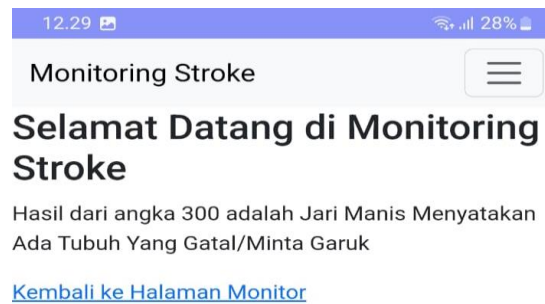 12.29 28%
Monitoring Stroke
Selamat Datang di Monitoring
Stroke
Hasil dari angka 300 adalah Jari Manis Menyatakan
Ada Tubuh Yang Gatal/Minta Garuk
Kembali ke Halaman Monitor